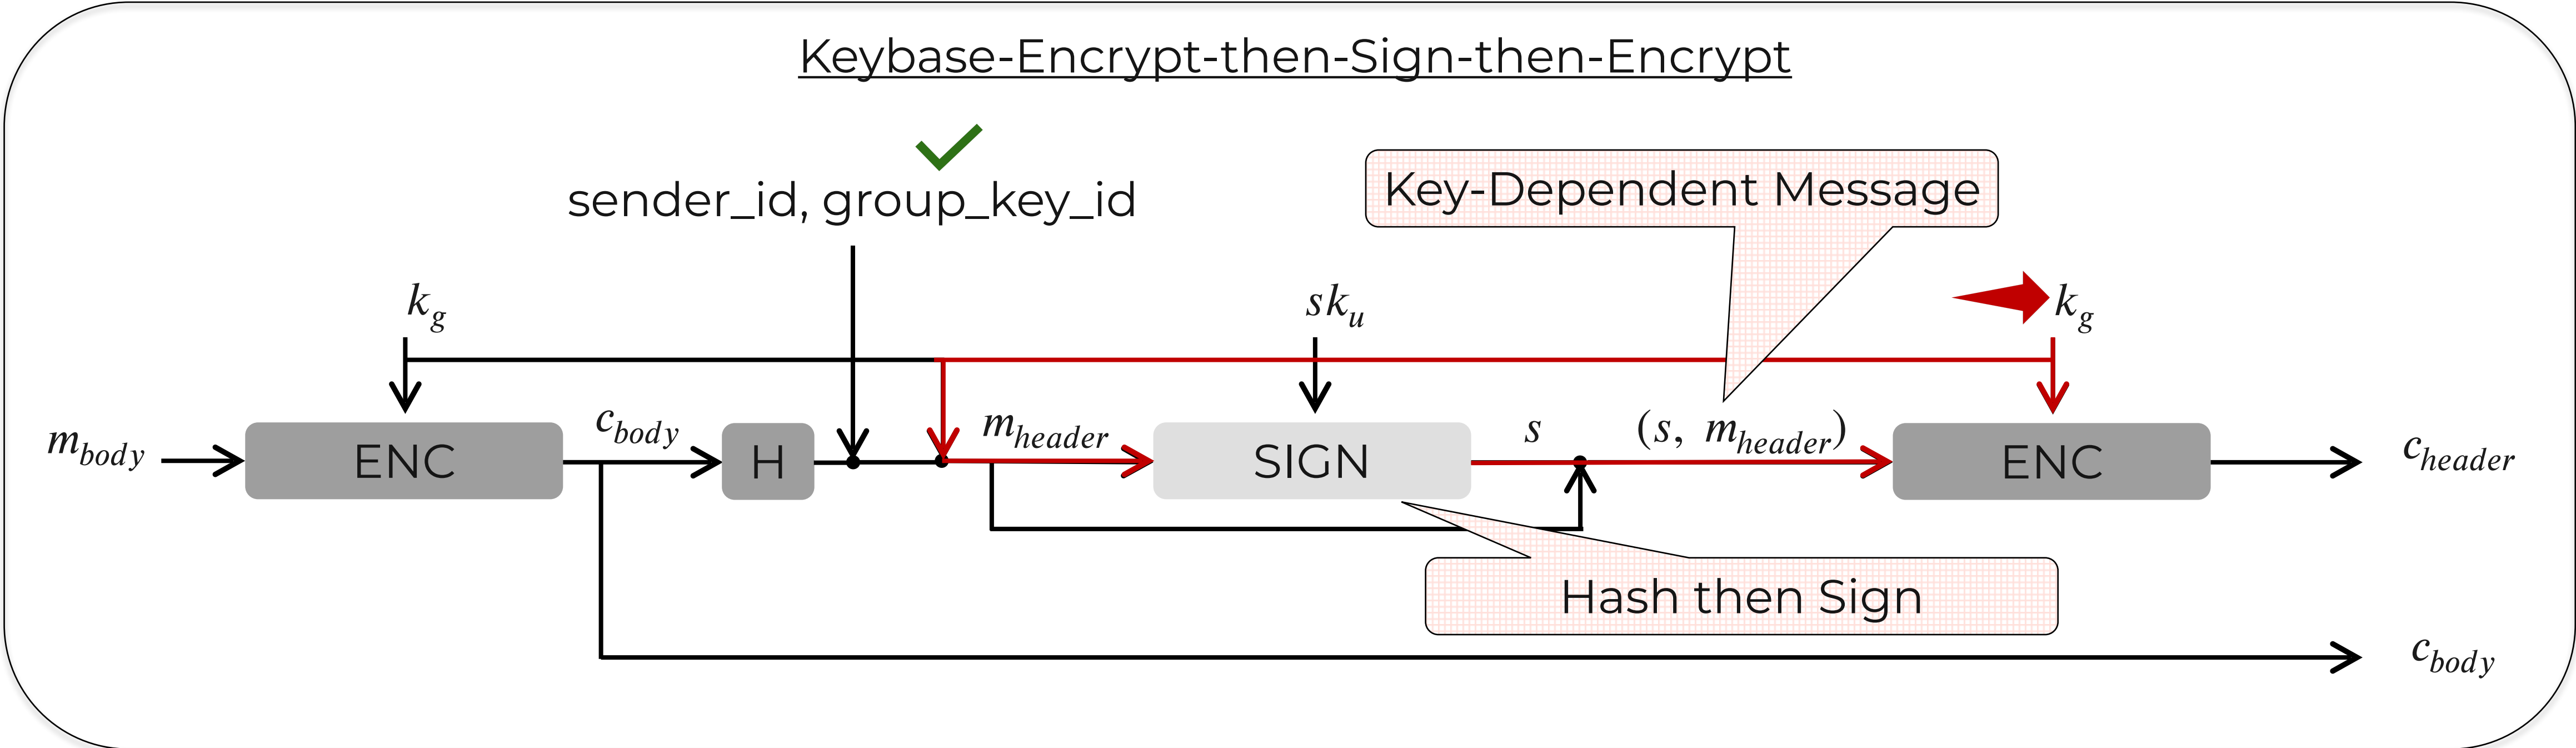 Keybase-Encrypt-then-Sign-then-Encrypt
sender_id, group_key_id
Key-Dependent Message
k_g
sk_u
k_g
m_body
ENC
c_body
H
m_header
SIGN
s
(s, m_header)
ENC
c_header
Hash then Sign
c_body